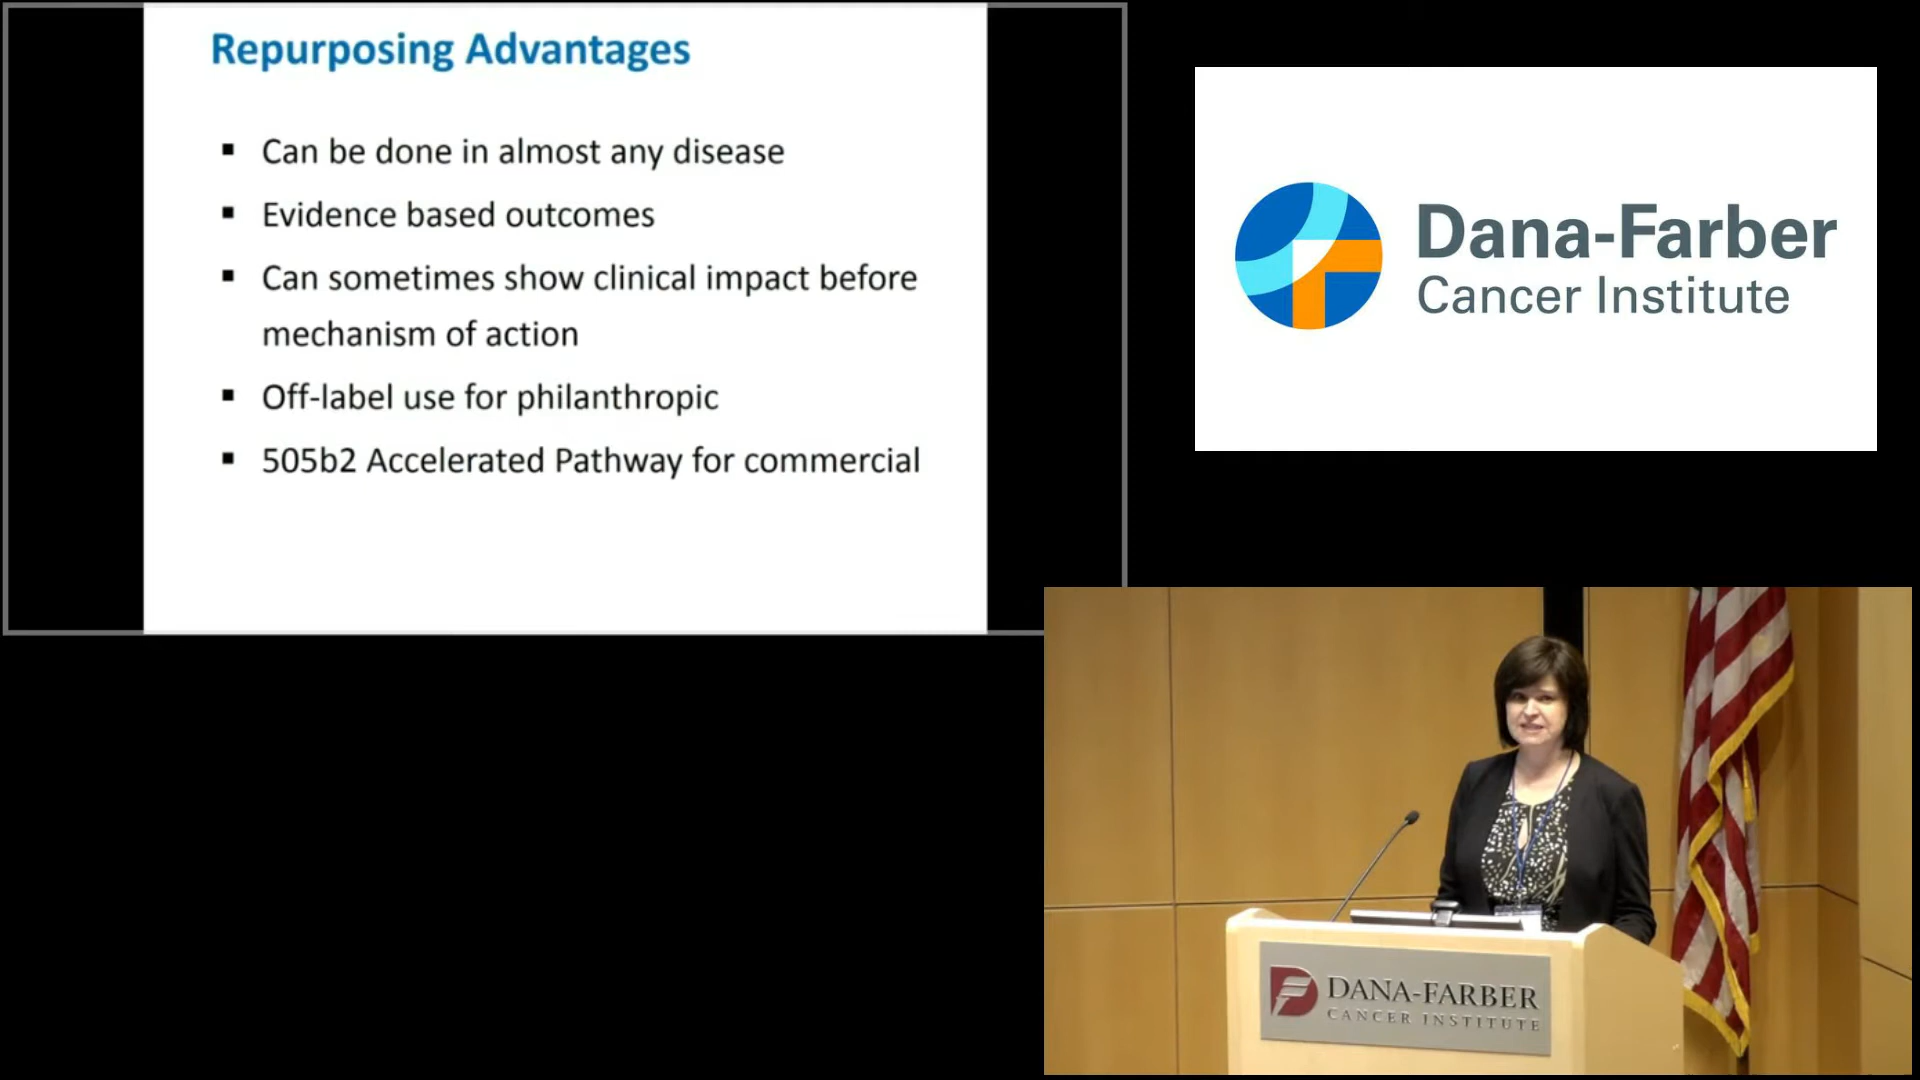 Repurposing Advantages
▪ Can be done in almost any disease
▪ Evidence based outcomes
▪ Can sometimes show clinical impact before
mechanism of action
▪ Off-label use for philanthropic
▪ 505b2 Accelerated Pathway for commercial
Dana-Farber
Cancer Institute
DANA-FARBER
CANCER INSTITUTE